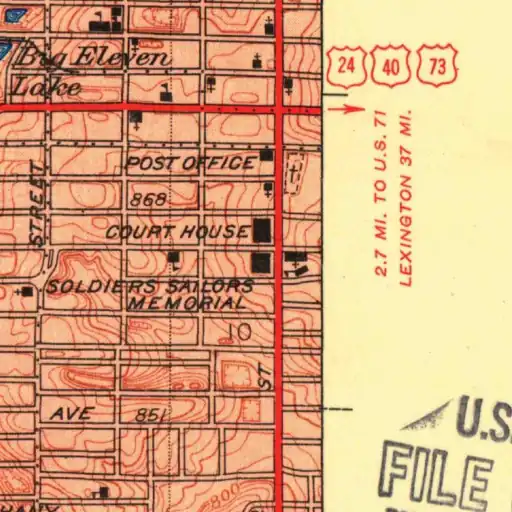 Big Eleven
Lake
24 40 73
2.7 MI. TO U.S. 71
LEXINGTON 37 MI.
POST OFFICE
868
STREET
COURT HOUSE
SOLDIERS SAILORS
MEMORIAL
10
ST
AVE 851
U.S.
FILE
800